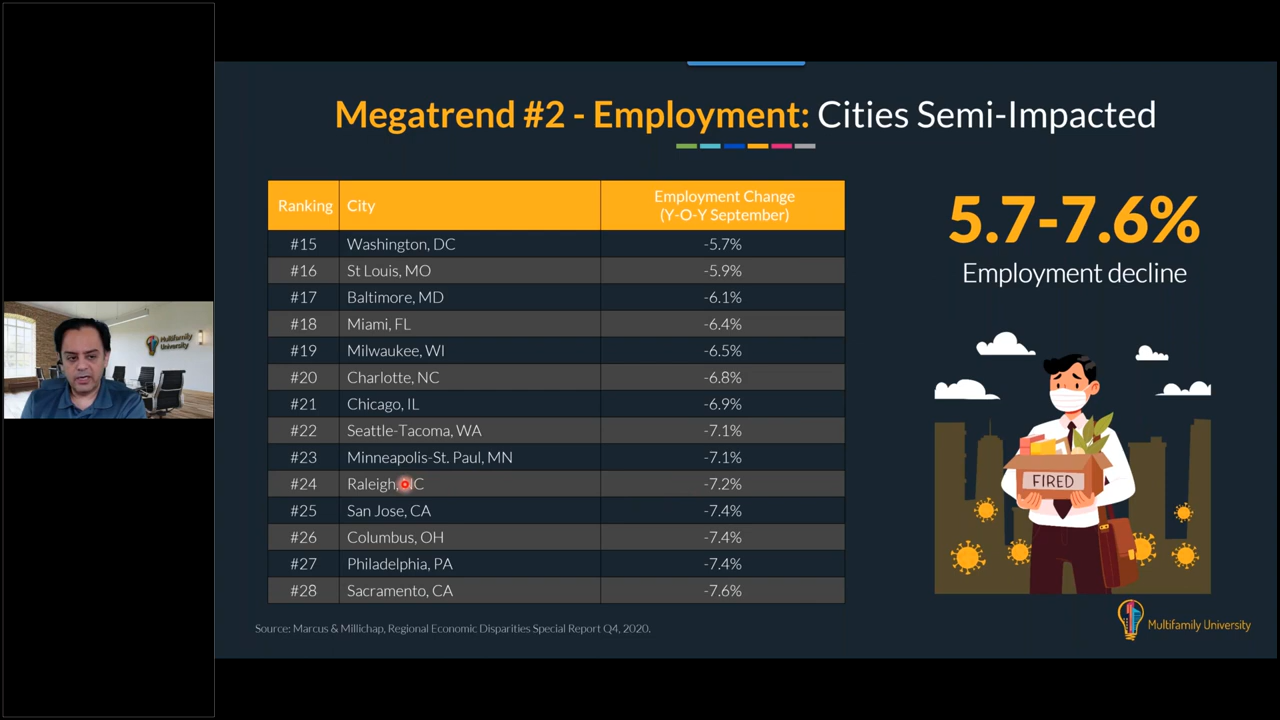 Megatrend #2 - Employment: Cities Semi-Impacted
Ranking City Employment Change
(Y-O-Y September)
#15 Washington, DC -5.7%
#16 St Louis, MO -5.9%
#17 Baltimore, MD -6.1%
#18 Miami, FL -6.4%
#19 Milwaukee, WI -6.5%
#20 Charlotte, NC -6.8%
#21 Chicago, IL -6.9%
#22 Seattle-Tacoma, WA -7.1%
#23 Minneapolis-St. Paul, MN -7.1%
#24 Raleigh, NC -7.2%
#25 San Jose, CA -7.4%
#26 Columbus, OH -7.4%
#27 Philadelphia, PA -7.4%
#28 Sacramento, CA -7.6%
Source: Marcus & Millichap, Regional Economic Disparities Special Report Q4, 2020.
5.7-7.6%
Employment decline
FIRED
Multifamily University
Multifamily
University